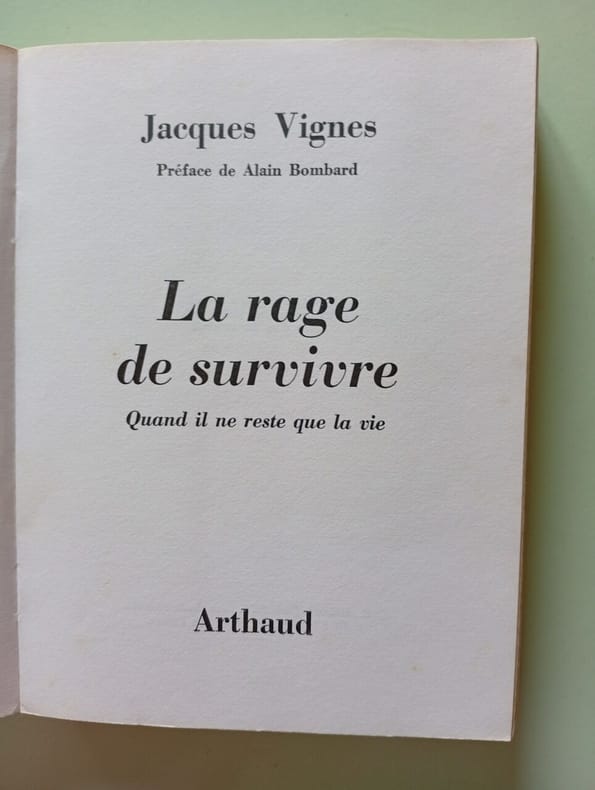 Jacques Vignes
Préface de Alain Bombard
La rage
de survivre
Quand il ne reste que la vie
Arthaud